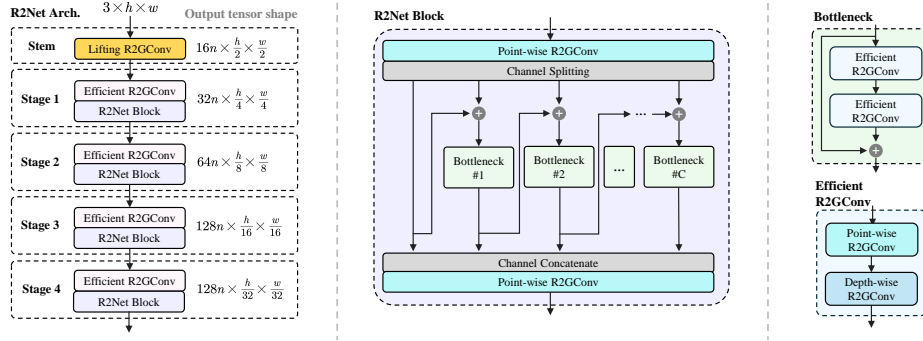 R2Net Arch.
3 × h × w
Output tensor shape
Stem
Lifting R2GConv
16n × h/2 × w/2
Stage 1
Efficient R2GConv
R2Net Block
32n × h/4 × w/4
Stage 2
Efficient R2GConv
R2Net Block
64n × h/8 × w/8
Stage 3
Efficient R2GConv
R2Net Block
128n × h/16 × w/16
Stage 4
Efficient R2GConv
R2Net Block
128n × h/32 × w/32
R2Net Block
Point-wise R2GConv
Channel Splitting
+
+
...
+
Bottleneck
#1
Bottleneck
#2
...
Bottleneck
#C
Channel Concatenate
Point-wise R2GConv
Bottleneck
Efficient
R2GConv
Efficient
R2GConv
+
Efficient
R2GConv
Point-wise
R2GConv
Depth-wise
R2GConv